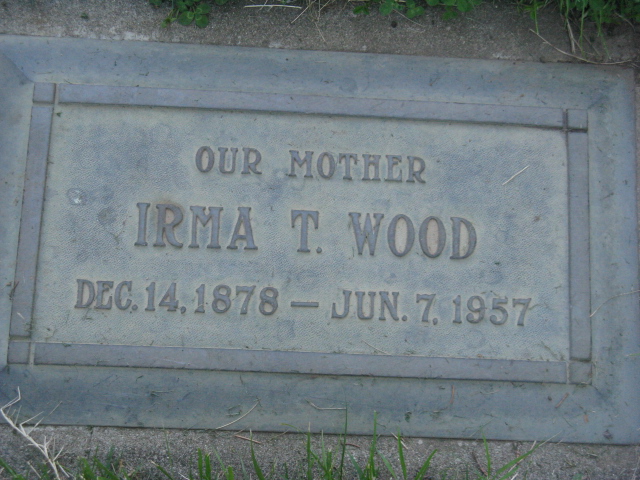 OUR MOTHER
IRMA T. WOOD
DEC. 14, 1878 — JUN. 7, 1957